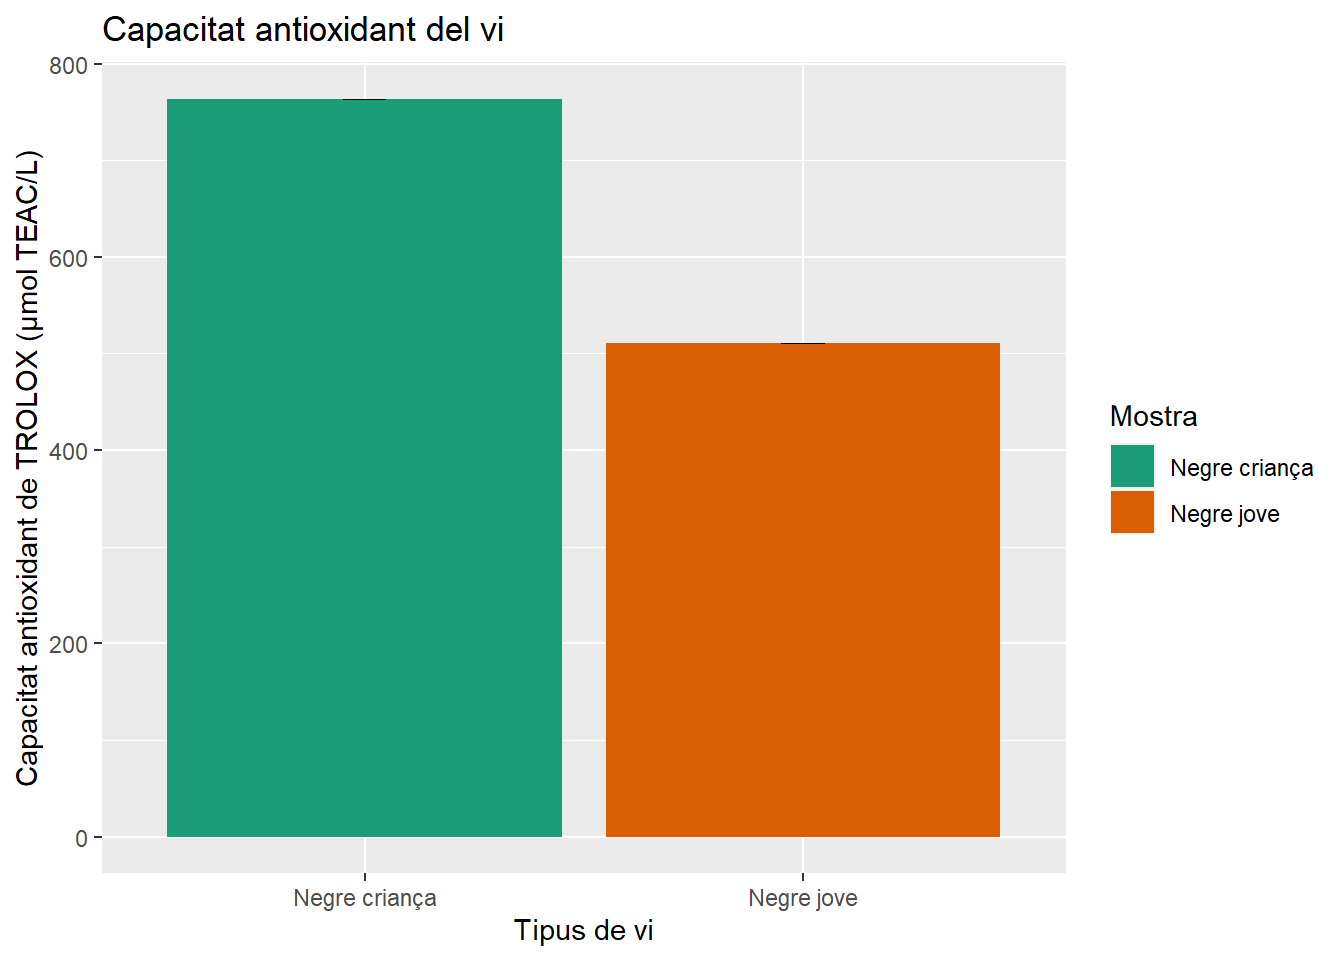 Capacitat antioxidant del vi
Capacitat antioxidant de TROLOX (µmol TEAC/L)
800
600
400
200
0
Negre criança
Negre jove
Tipus de vi
Mostra
Negre criança
Negre jove